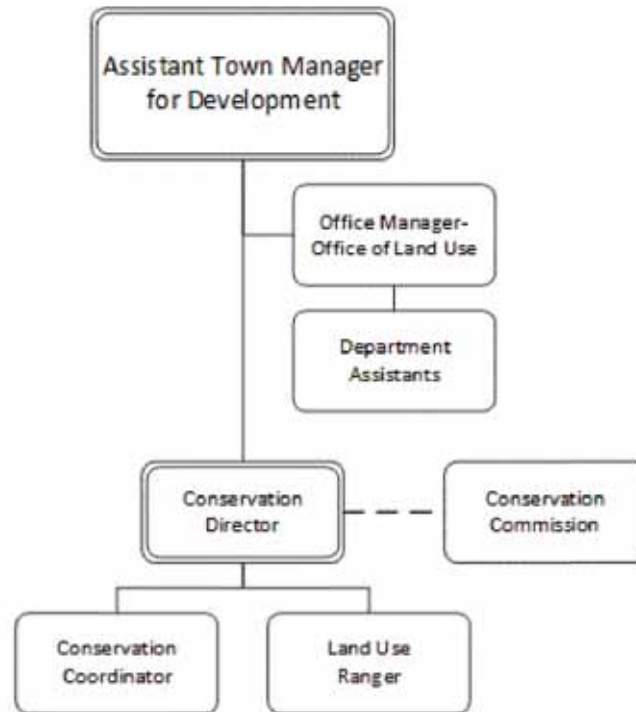 Assistant Town Manager
for Development
Office Manager-
Office of Land Use
Department
Assistants
Conservation
Director
Conservation
Commission
Conservation
Coordinator
Land Use
Ranger